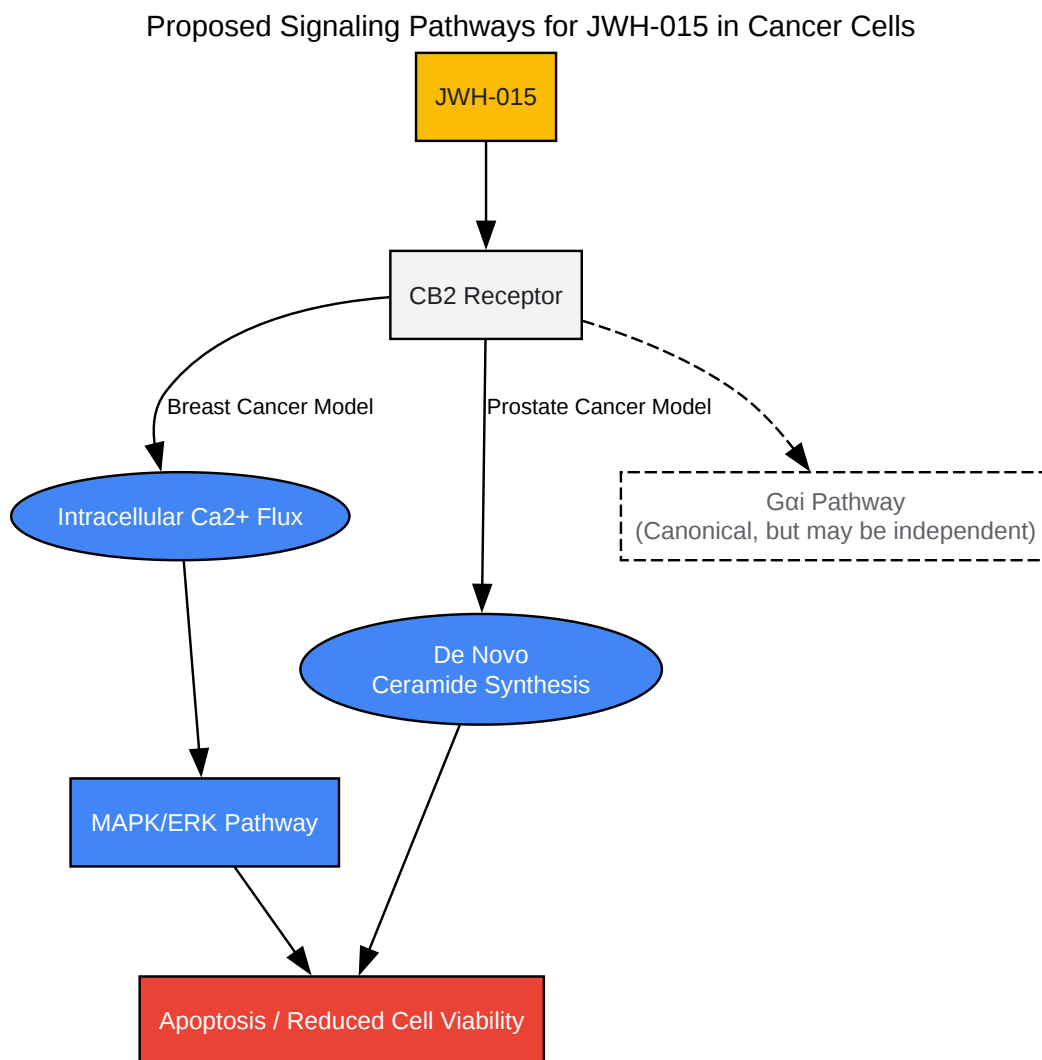 Proposed Signaling Pathways for JWH-015 in Cancer Cells
JWH-015
CB2 Receptor
Breast Cancer Model
Prostate Cancer Model
Intracellular Ca2+ Flux
Gαi Pathway
(Canonical, but may be independent)
De Novo
Ceramide Synthesis
MAPK/ERK Pathway
Apoptosis / Reduced Cell Viability